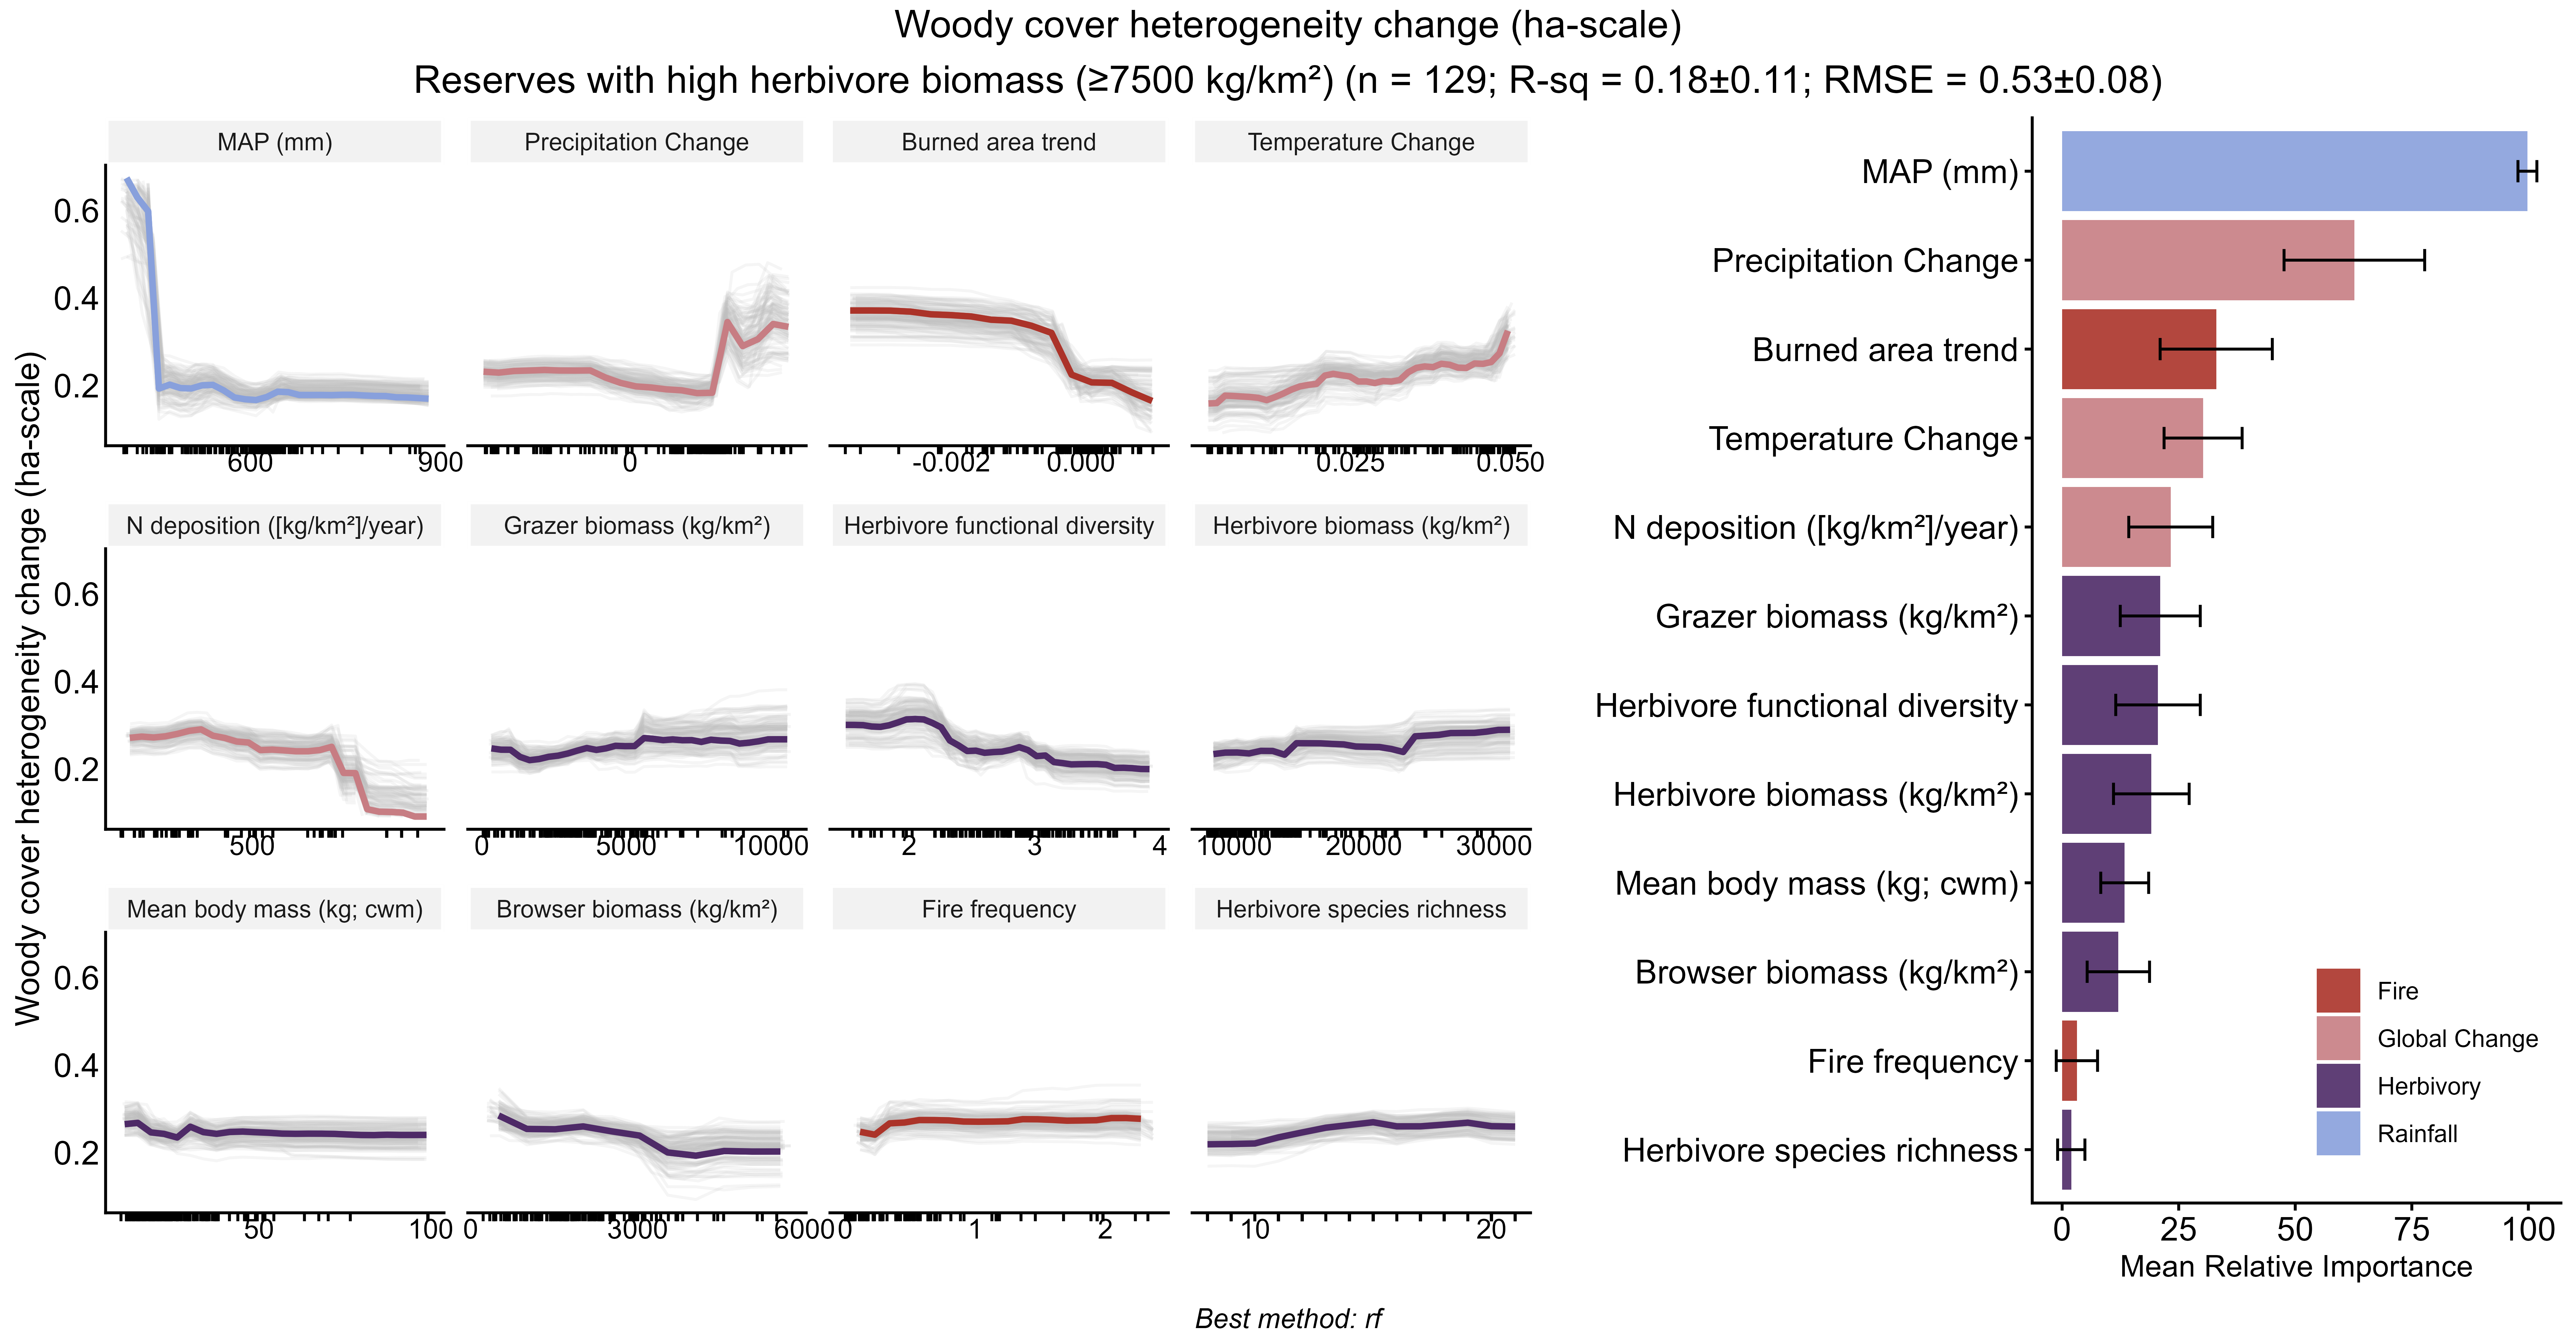 Woody cover heterogeneity change (ha-scale)
Reserves with high herbivore biomass (≥7500 kg/km²) (n = 129; R-sq = 0.18±0.11; RMSE = 0.53±0.08)
Woody cover heterogeneity change (ha-scale)
MAP (mm)
Precipitation Change
Burned area trend
Temperature Change
0.6
0.4
0.2
600 900
0
-0.002 0.000
0.025 0.050
N deposition ([kg/km²]/year)
Grazer biomass (kg/km²)
Herbivore functional diversity
Herbivore biomass (kg/km²)
0.6
0.4
0.2
500
0 5000 10000
2 3 4
10000 20000 30000
Mean body mass (kg; cwm)
Browser biomass (kg/km²)
Fire frequency
Herbivore species richness
0.6
0.4
0.2
50 100
0 3000 6000
0 1 2
10 20
Best method: rf
MAP (mm)
Precipitation Change
Burned area trend
Temperature Change
N deposition ([kg/km²]/year)
Grazer biomass (kg/km²)
Herbivore functional diversity
Herbivore biomass (kg/km²)
Mean body mass (kg; cwm)
Browser biomass (kg/km²)
Fire frequency
Herbivore species richness
0 25 50 75 100
Mean Relative Importance
Fire
Global Change
Herbivory
Rainfall